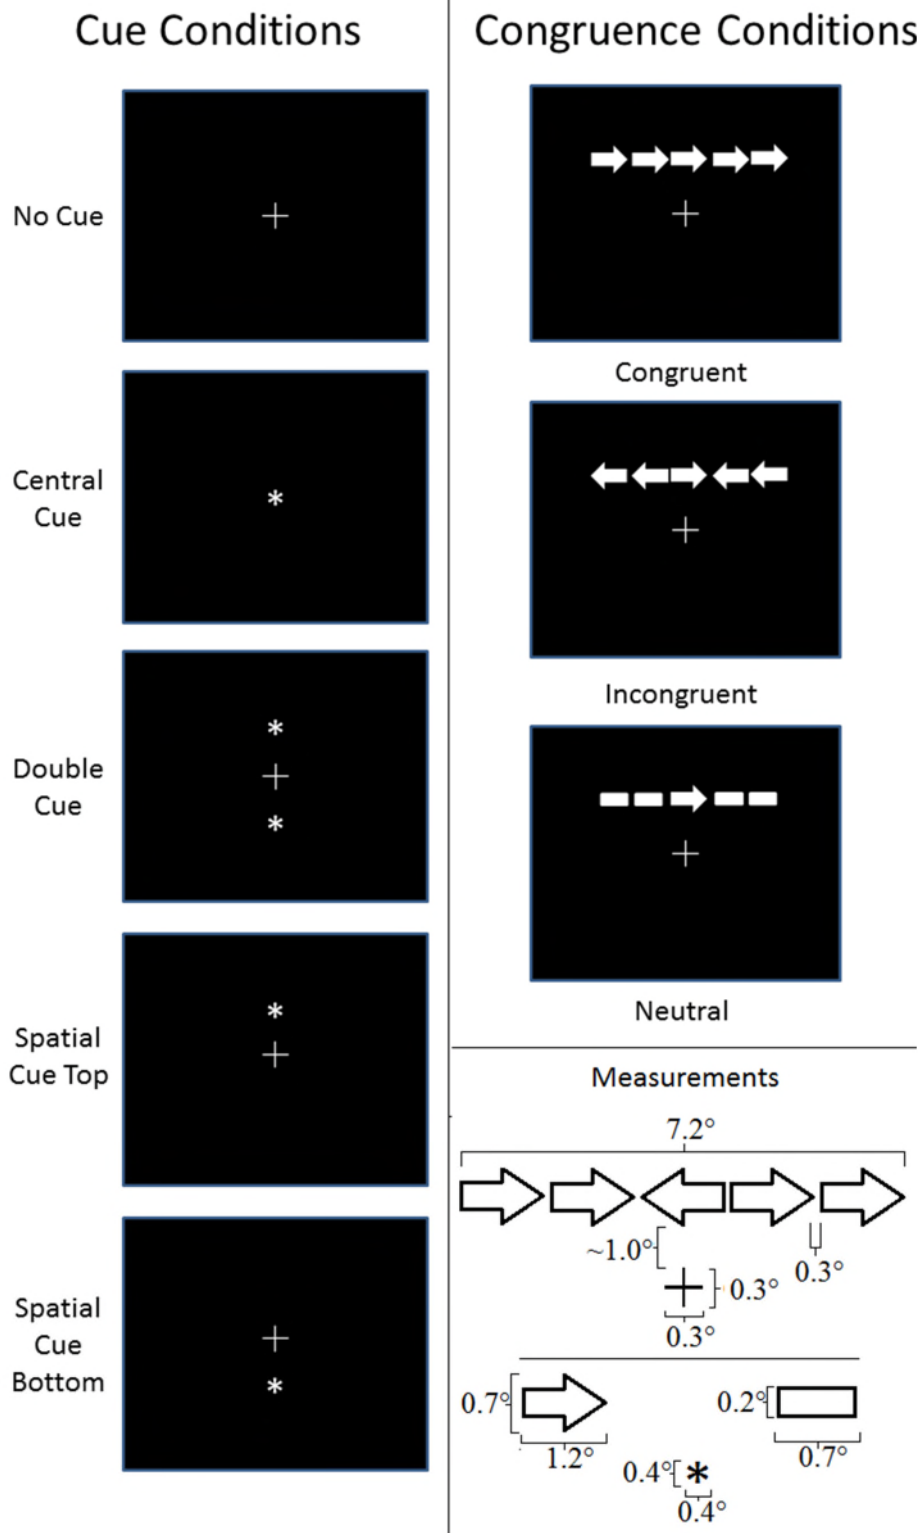 Cue Conditions
No Cue
Central
Cue
*
Double
Cue
*
*
Spatial
Cue Top
*
Spatial
Cue
Bottom
*
Congruence Conditions
Congruent
Incongruent
Neutral
Measurements
7.2°
~1.0°
0.3°
0.3°
0.3°
0.7°
1.2°
0.2°
0.7°
0.4°
*
0.4°